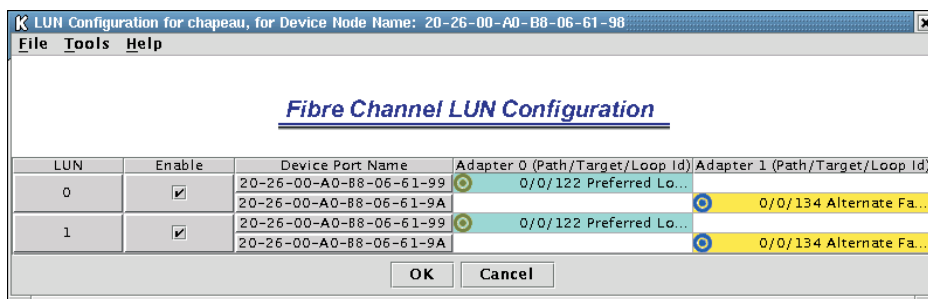 LUN Configuration for chapeau, for Device Node Name: 20-26-00-A0-B8-06-61-98
File Tools Help
Fibre Channel LUN Configuration
LUN Enable Device Port Name Adapter 0 (Path/Target/Loop Id) Adapter 1 (Path/Target/Loop Id)
0 20-26-00-A0-B8-06-61-99 0/0/122 Preferred Lo...
20-26-00-A0-B8-06-61-9A 0/0/134 Alternate Fa...
1 20-26-00-A0-B8-06-61-99 0/0/122 Preferred Lo...
20-26-00-A0-B8-06-61-9A 0/0/134 Alternate Fa...
OK Cancel